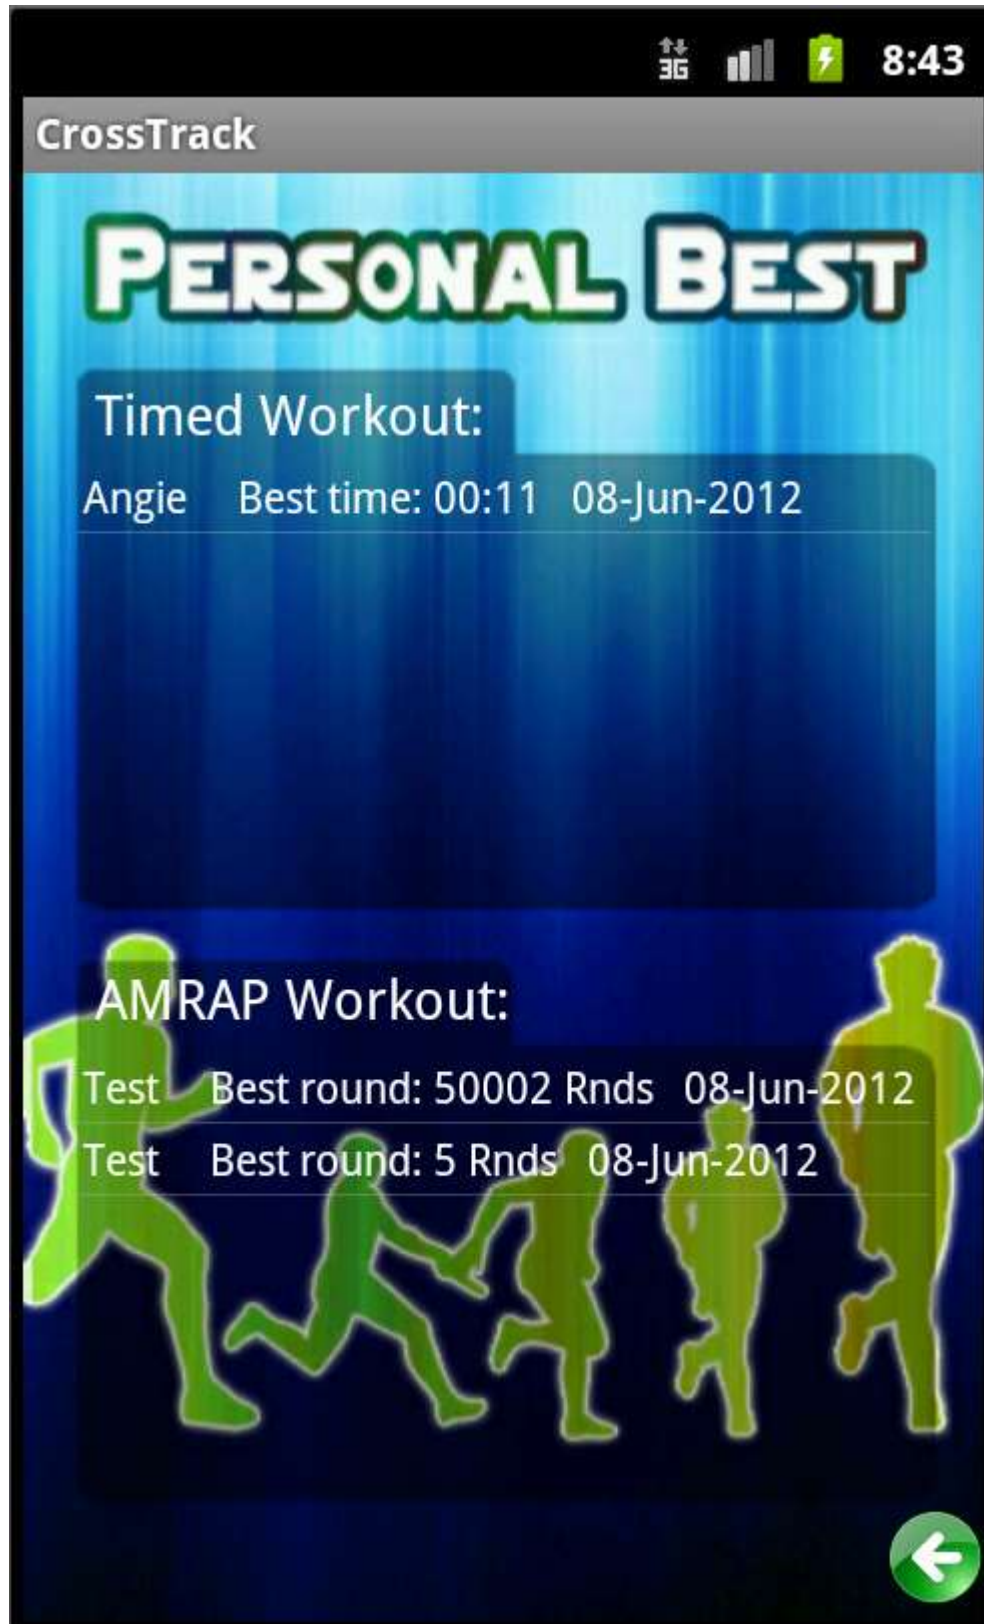 3G 8:43
CrossTrack
PERSONAL BEST
Timed Workout:
Angie Best time: 00:11 08-Jun-2012
AMRAP Workout:
Test Best round: 50002 Rnds 08-Jun-2012
Test Best round: 5 Rnds 08-Jun-2012